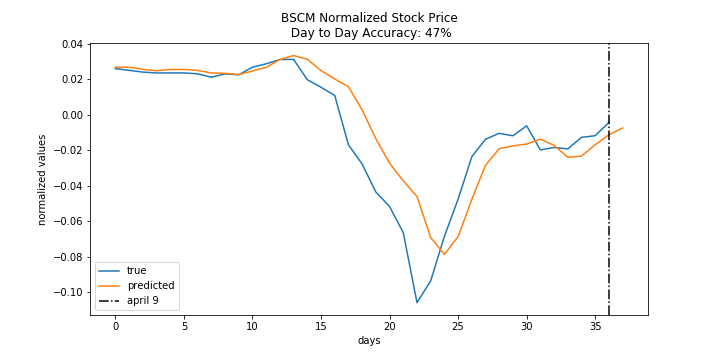 BSCM Normalized Stock Price
Day to Day Accuracy: 47%
0.04
0.02
0.00
−0.02
−0.04
−0.06
−0.08
−0.10
normalized values
true
predicted
april 9
0 5 10 15 20 25 30 35
days